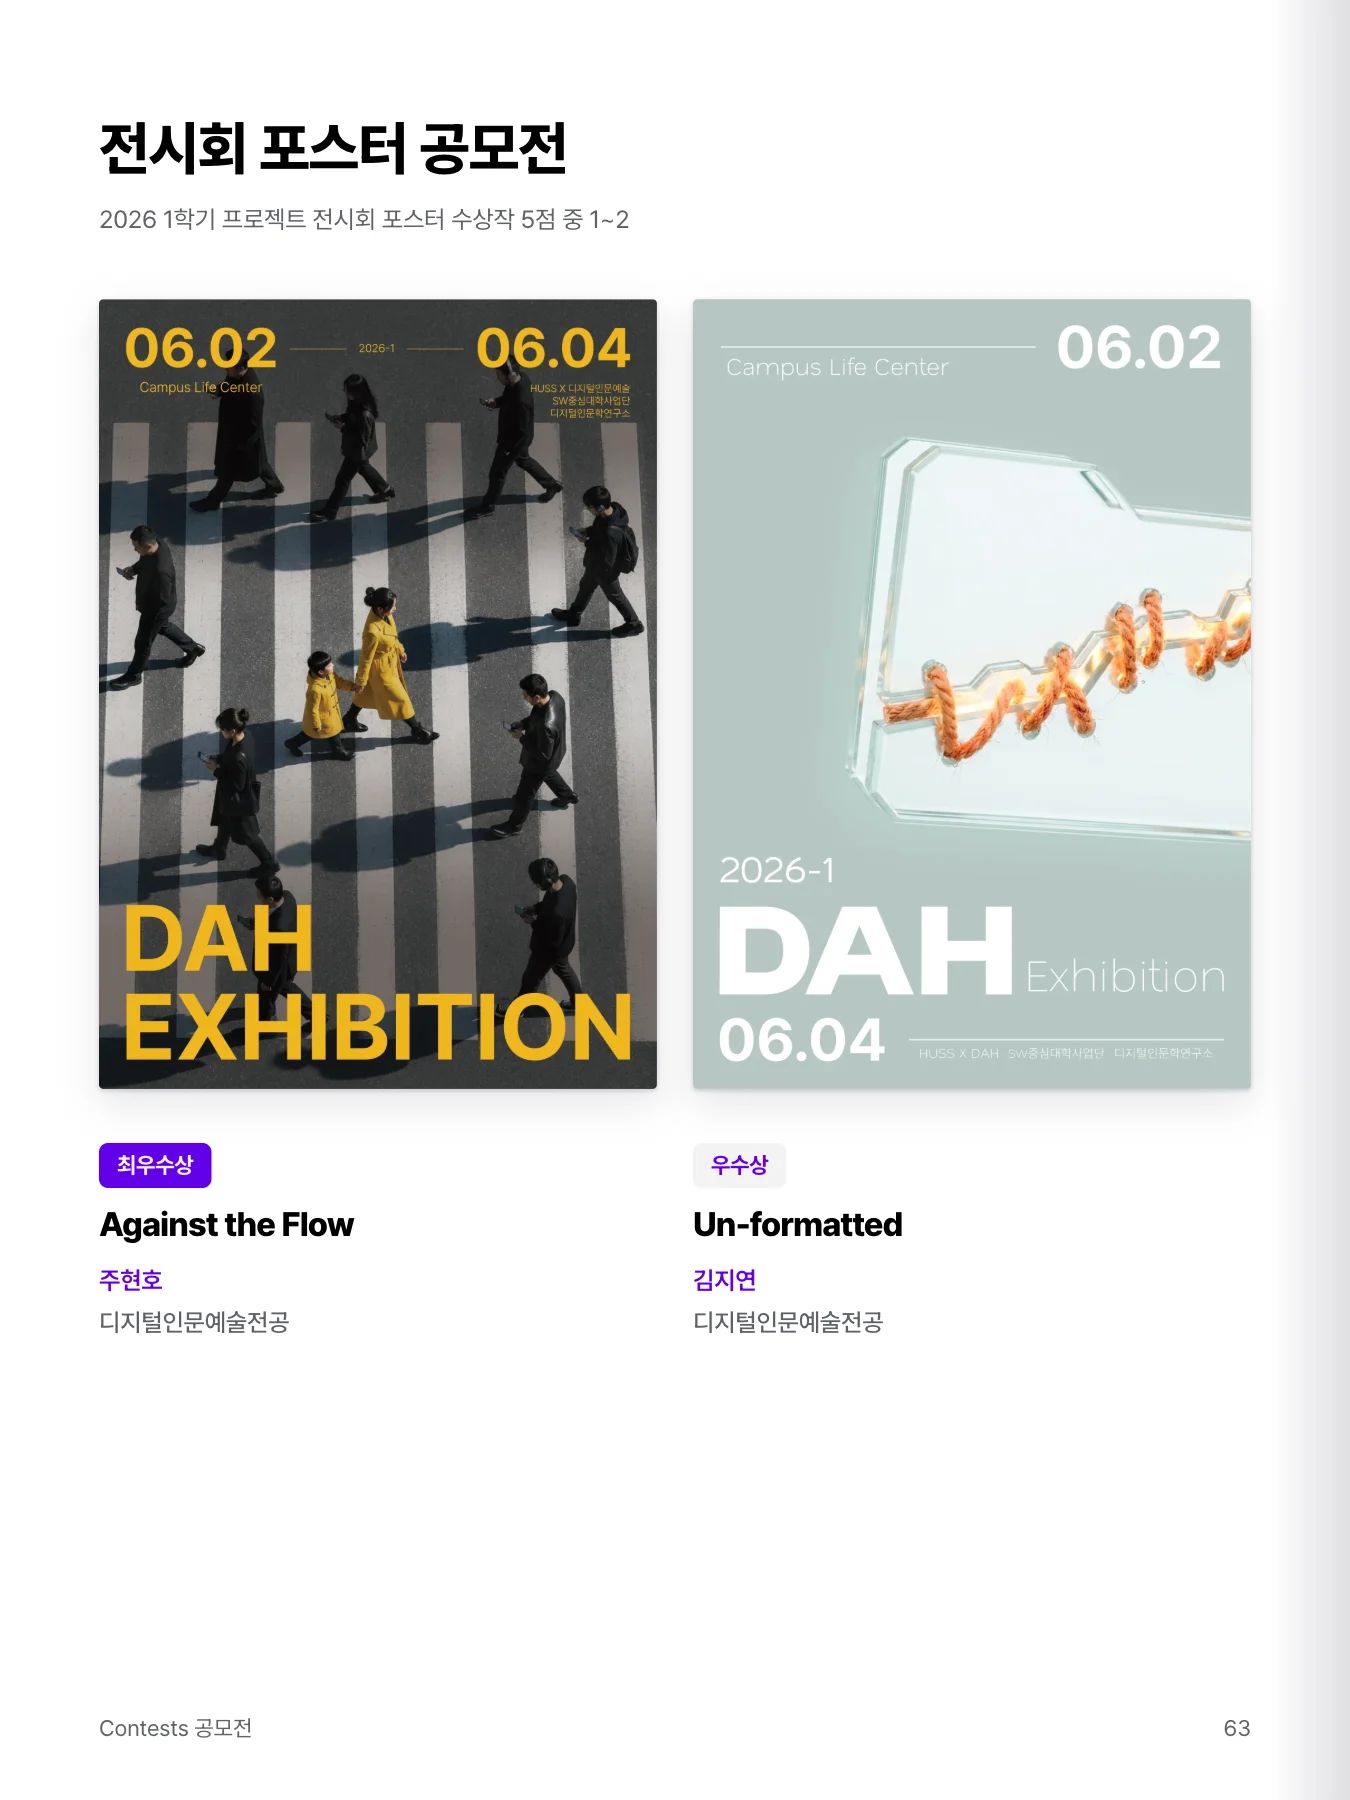 전시회 포스터 공모전
2026 1학기 프로젝트 전시회 포스터 수상작 5점 중 1~2
06.02
2026-1
06.04
Campus Life Center
HUSS X 디지털인문예술
SW중심대학사업단
디지털인문학연구소
DAH
EXHIBITION
06.02
Campus Life Center
2026-1
DAH Exhibition
06.04
HUSS X DAH SW중심대학사업단 디지털인문학연구소
최우수상
Against the Flow
주현호
디지털인문예술전공
우수상
Un-formatted
김지연
디지털인문예술전공
Contests 공모전
63